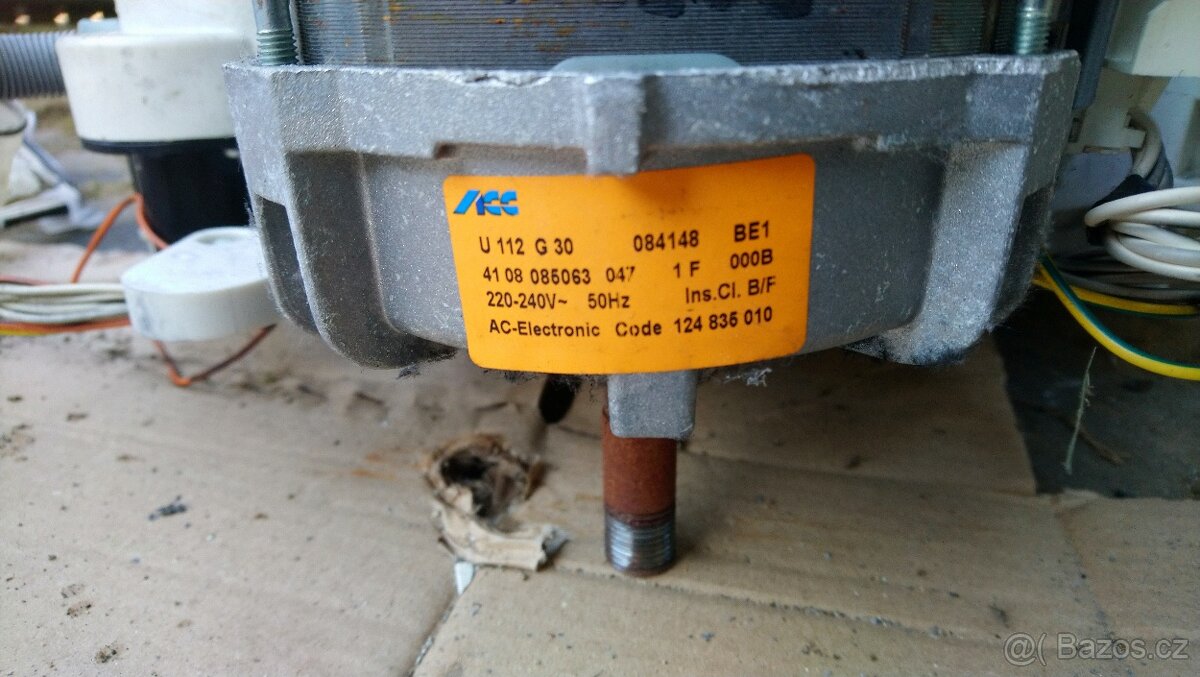 ACC
U 112 G 30 084148 BE1
41 08 085063 047 1 F 000B
220-240V~ 50Hz Ins.Cl. B/F
AC-Electronic Code 124 835 010
@( Bazos.cz